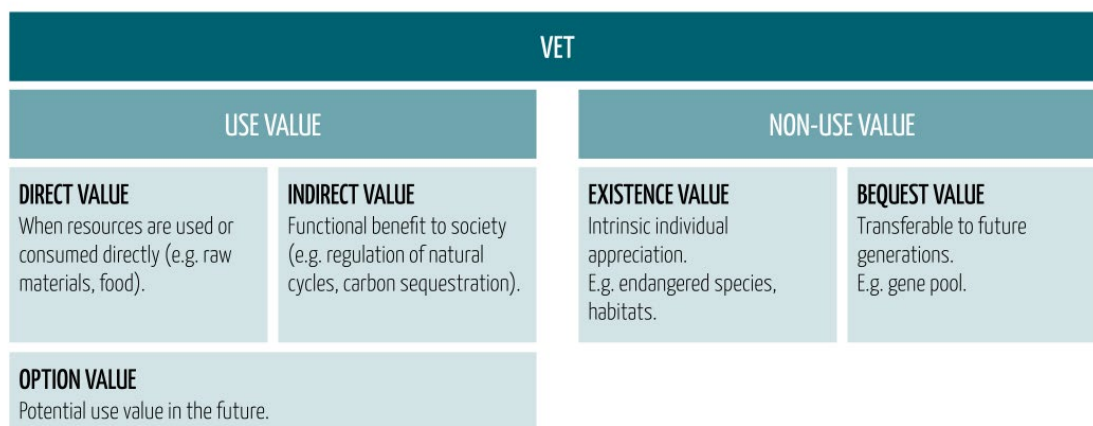 VET
USE VALUE
NON-USE VALUE
DIRECT VALUE
When resources are used or
consumed directly (e.g. raw
materials, food).
INDIRECT VALUE
Functional benefit to society
(e.g. regulation of natural
cycles, carbon sequestration).
EXISTENCE VALUE
Intrinsic individual
appreciation.
E.g. endangered species,
habitats.
BEQUEST VALUE
Transferable to future
generations.
E.g. gene pool.
OPTION VALUE
Potential use value in the future.